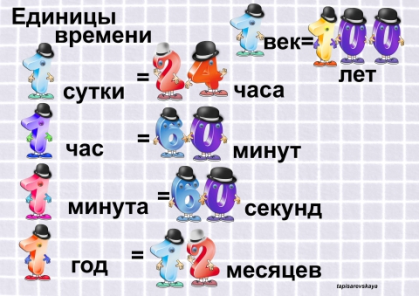 Единицы
времени
1 век=100
лет
1 сутки = 24 часа
1 час = 60 минут
1 минута = 60 секунд
1 год = 12 месяцев
tapisarevskaya